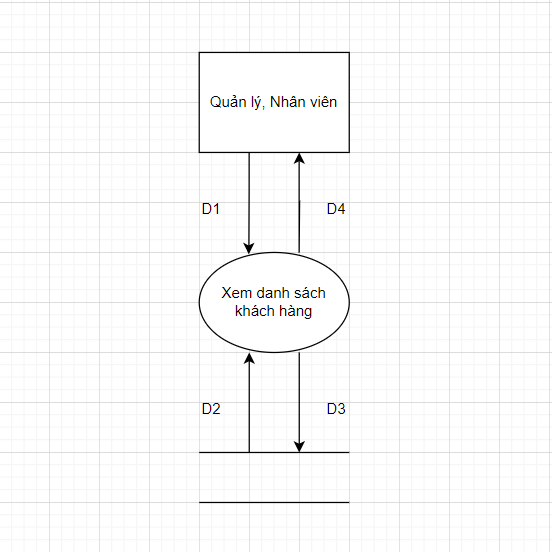 Quản lý, Nhân viên
D1
D4
Xem danh sách
khách hàng
D2
D3